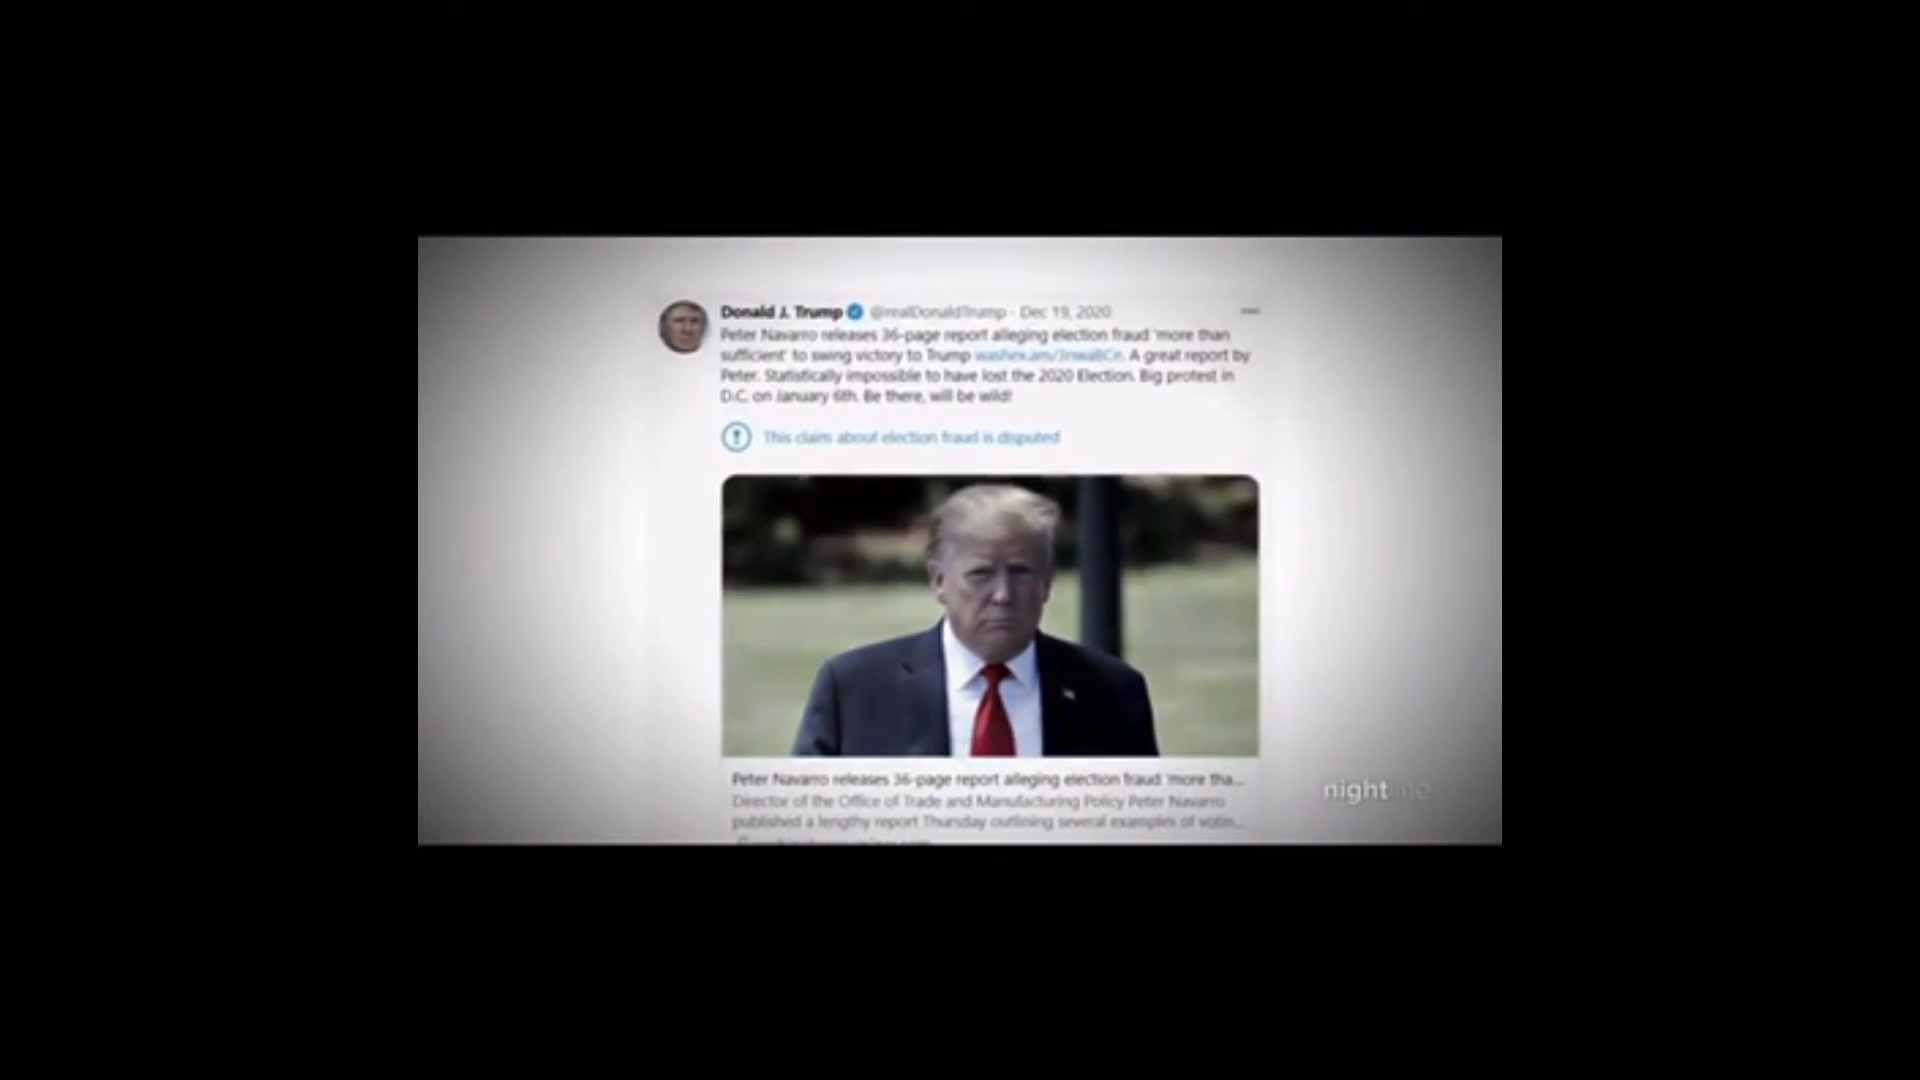 Donald J. Trump @realDonaldTrump · Dec 19, 2020
Peter Navarro releases 36-page report alleging election fraud 'more than
sufficient' to swing victory to Trump A great report by
Peter. Statistically impossible to have lost the 2020 Election. Big protest in
D.C. on January 6th. Be there, will be wild!
This claim about election fraud is disputed
Peter Navarro releases 36-page report alleging election fraud 'more tha...
Director of the Office of Trade and Manufacturing Policy Peter Navarro
published a lengthy report Thursday outlining several examples of votin...
nightline